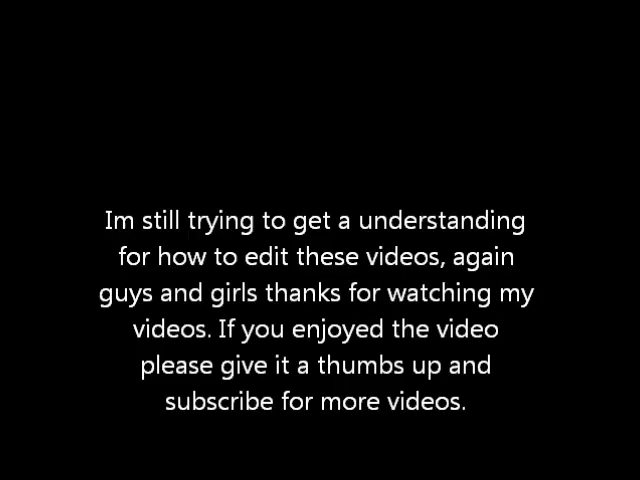 Im still trying to get a understanding
for how to edit these videos, again
guys and girls thanks for watching my
videos. If you enjoyed the video
please give it a thumbs up and
subscribe for more videos.